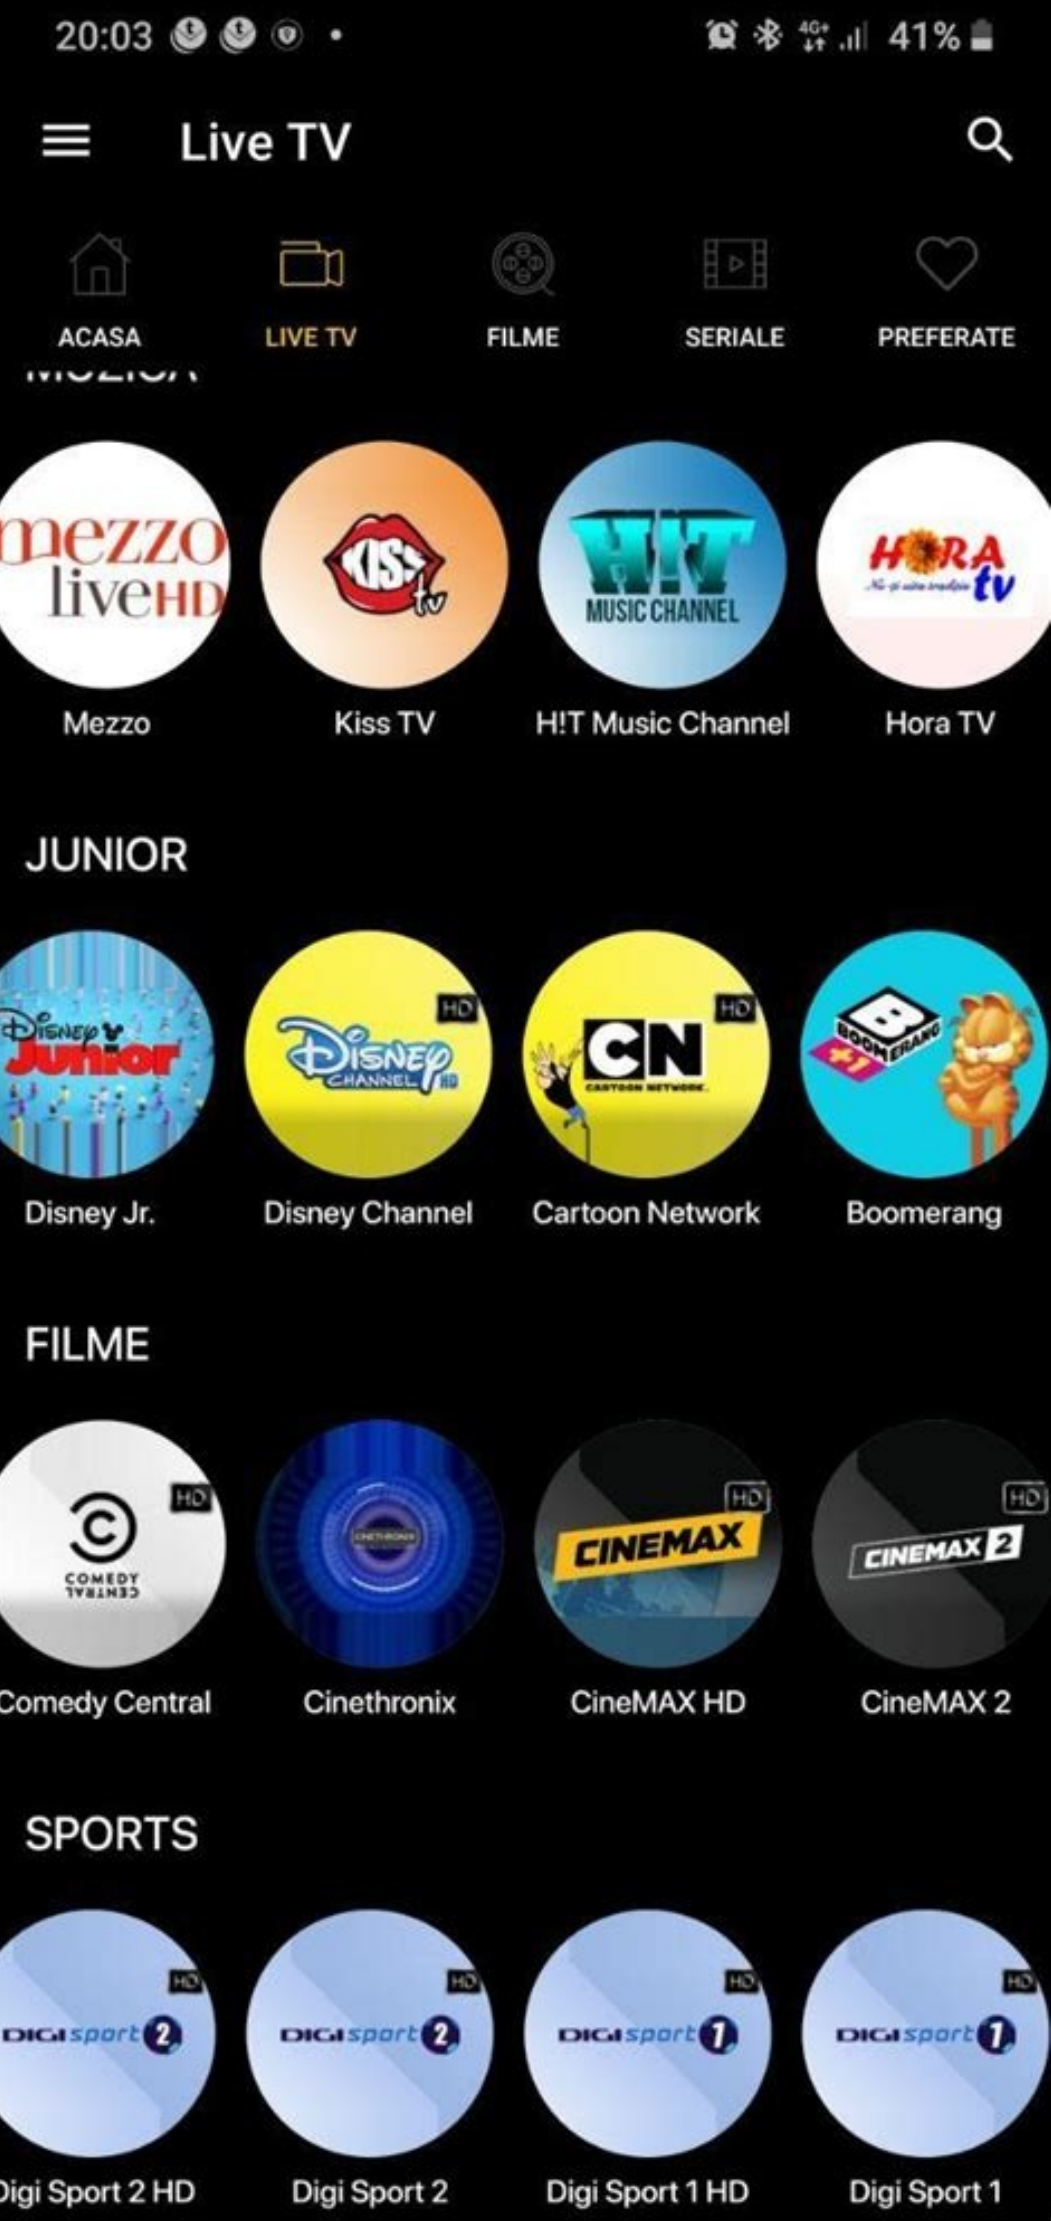 20:03 4G+ 41%
Live TV
ACASA LIVE TV FILME SERIALE PREFERATE
MUZICA
mezzo liveHD
KISS tv
H!T MUSIC CHANNEL
HORA tv
Mezzo Kiss TV H!T Music Channel Hora TV
JUNIOR
Disney Junior
HD Disney CHANNEL HD
HD CN CARTOON NETWORK.
BOOMERANG +1
Disney Jr. Disney Channel Cartoon Network Boomerang
FILME
HD COMEDY CENTRAL
CINETHRONIX
HD CINEMAX
HD CINEMAX 2
Comedy Central Cinethronix CineMAX HD CineMAX 2
SPORTS
HD DIGI sport 2
HD DIGI sport 2
HD DIGI sport 1
HD DIGI sport 1
Digi Sport 2 HD Digi Sport 2 Digi Sport 1 HD Digi Sport 1